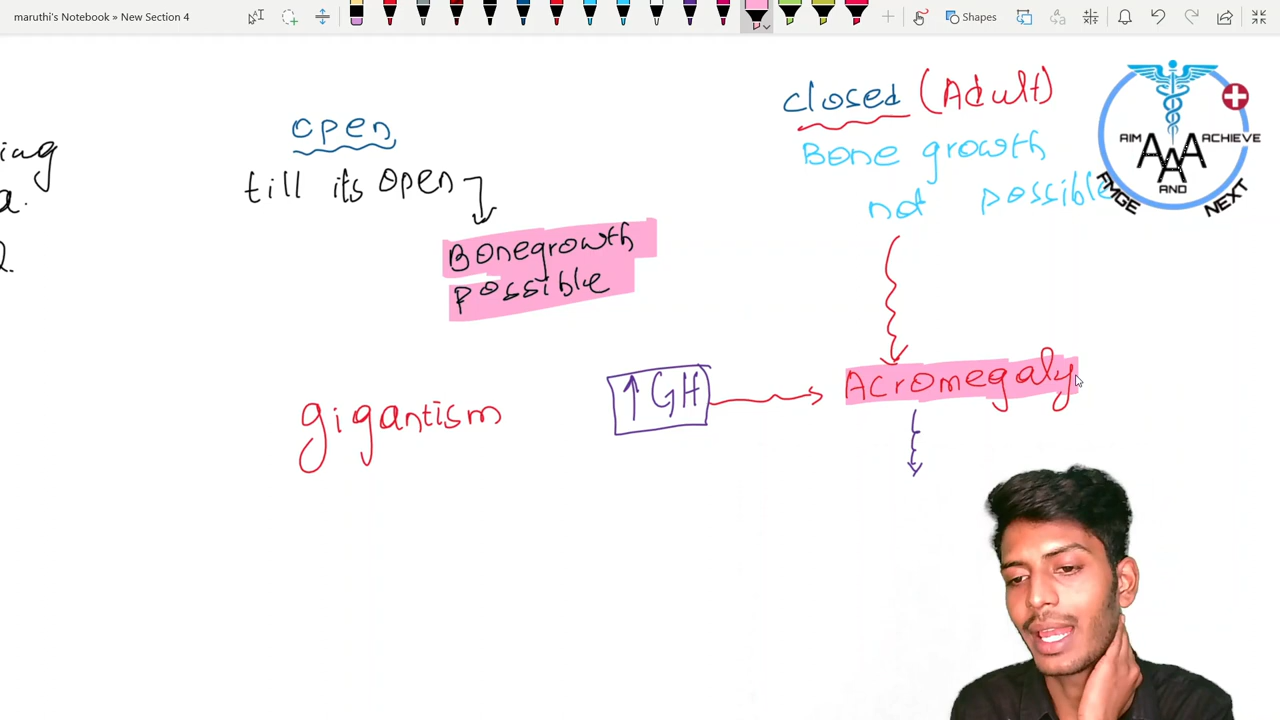 maruthi's Notebook » New Section 4
Shapes
open
till its open
Bonegrowth
possible
closed (Adult)
Bone growth
not possible
AIM
ACHIEVE
AAA
AND
FMGE
NEXT
↑ GH
Acromegaly
gigantism